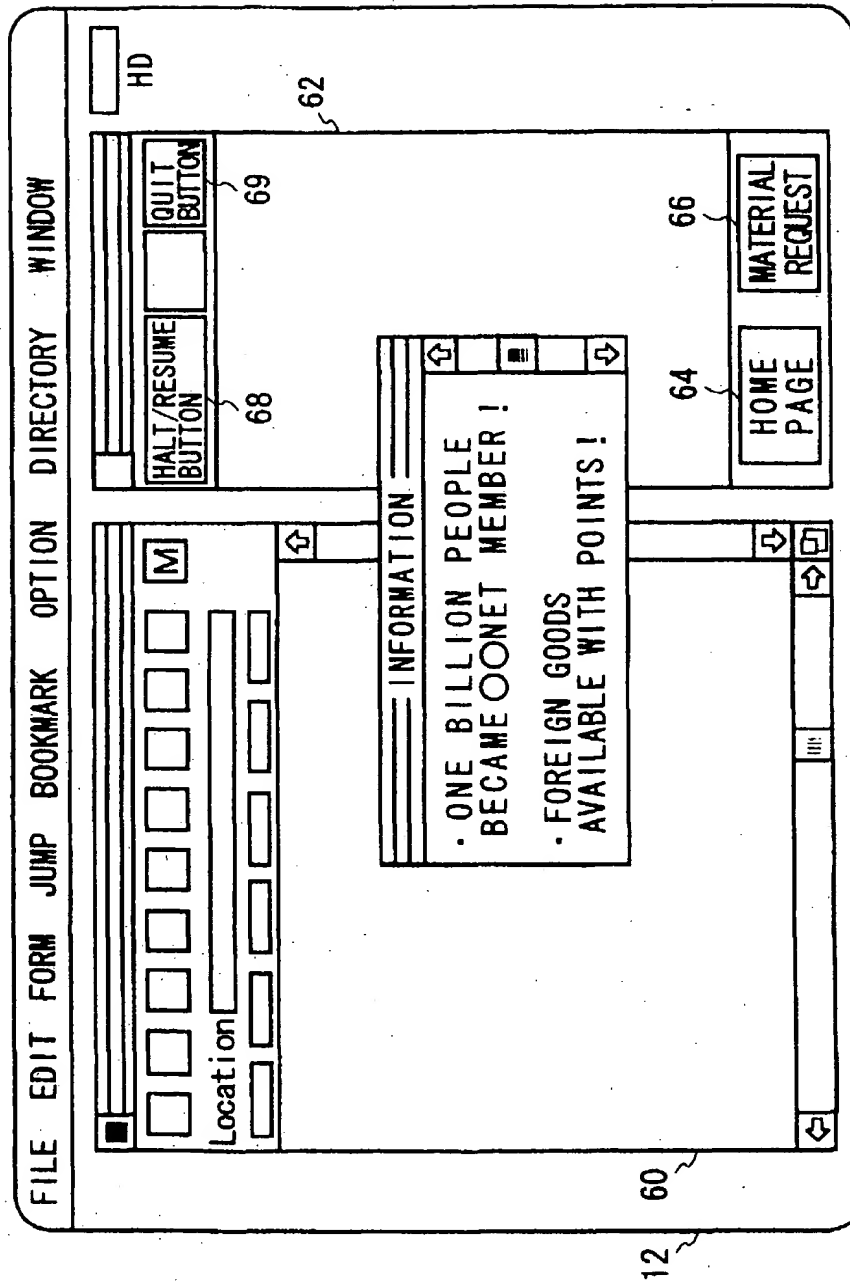 FILE EDIT FORM JUMP BOOKMARK OPTION DIRECTORY WINDOW
HD
M
Location
HALT/RESUME
BUTTON
QUIT
BUTTON
68
69
62
INFORMATION
· ONE BILLION PEOPLE
BECAME ○○NET MEMBER!
· FOREIGN GOODS
AVAILABLE WITH POINTS!
64
66
HOME
PAGE
MATERIAL
REQUEST
60
12